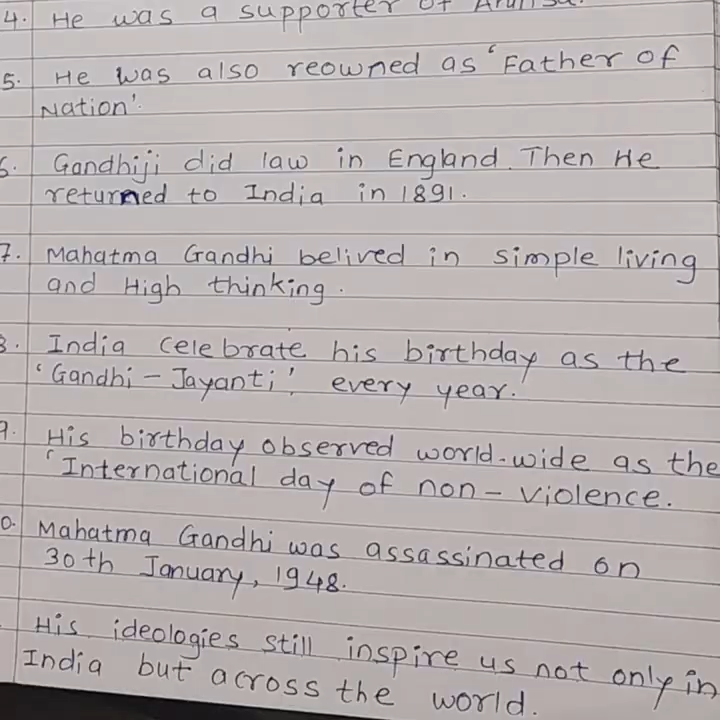 4. He was a supporter of
5. He was also reowned as 'Father of
Nation'.
Gandhiji did law in England. Then He
returned to India in 1891.
7. Mahatma Gandhi belived in simple living
and High thinking.
India celebrate his birthday as the
'Gandhi - Jayanti' every year.
9. His birthday observed world-wide as the
'International day of non - violence.
Mahatma Gandhi was assassinated on
30th January, 1948.
His ideologies still inspire us not only in
India but across the world.